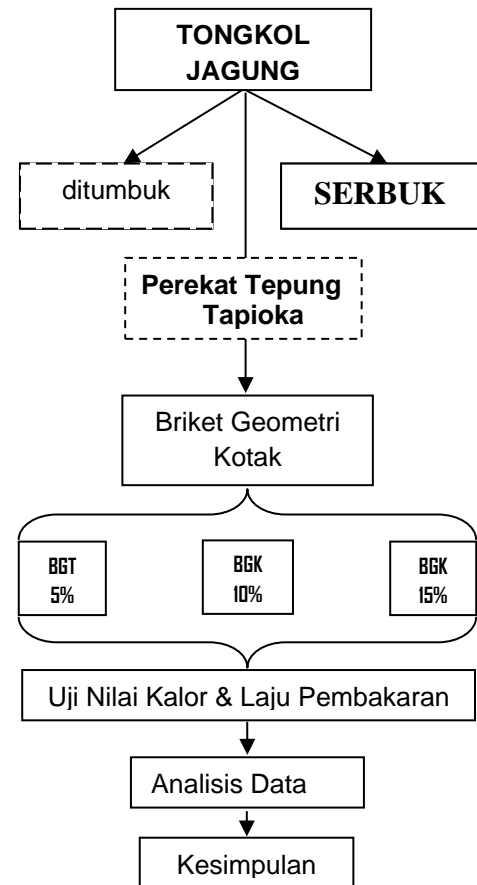 TONGKOL
JAGUNG
ditumbuk
SERBUK
Perekat Tepung
Tapioka
Briket Geometri
Kotak
BGT
5%
BGK
10%
BGK
15%
Uji Nilai Kalor & Laju Pembakaran
Analisis Data
Kesimpulan